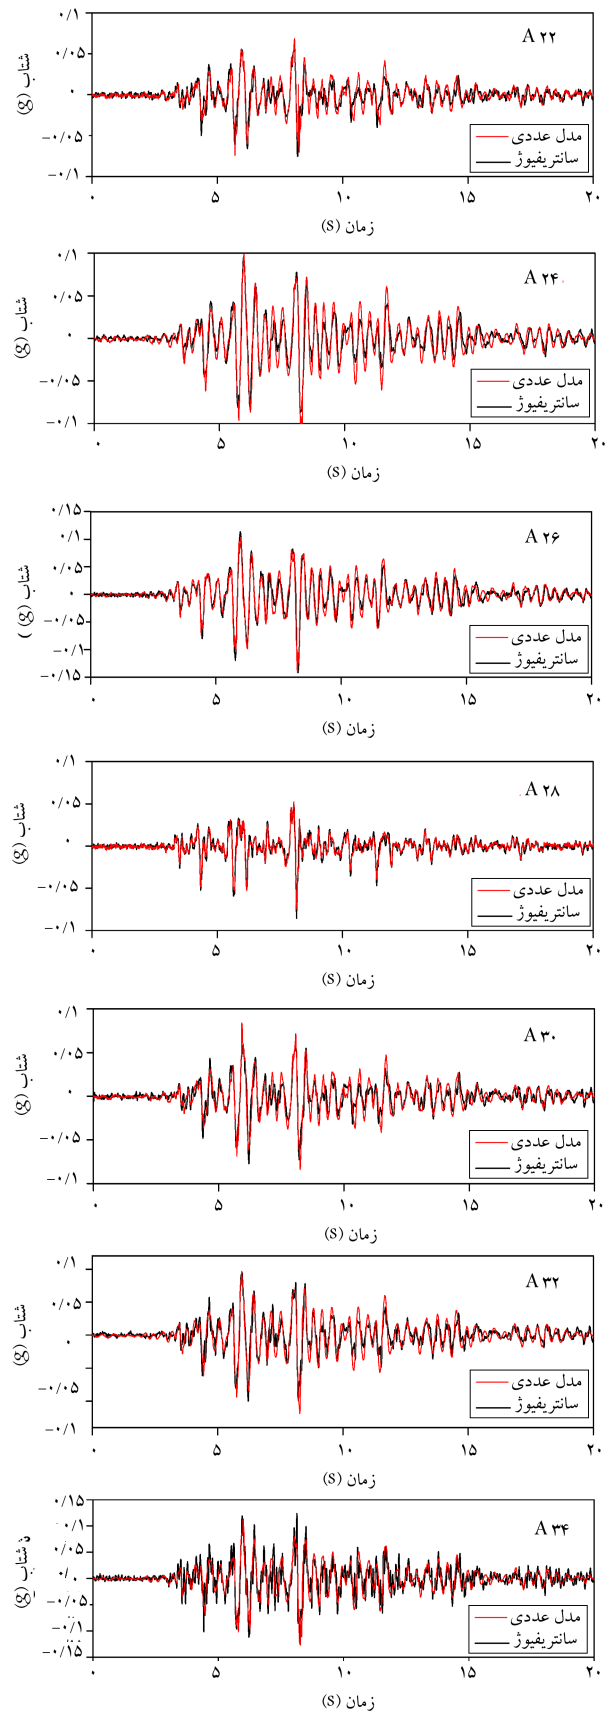 ۰/۱
A ۲۲
۰/۰۵
۰
−۰/۰۵
−۰/۱
شتاب (g)
مدل عددی
سانتریفیوژ
۰ ۵ ۱۰ ۱۵ ۲۰
زمان (s)
۰/۱
A ۲۴
۰/۰۵
۰
−۰/۰۵
−۰/۱
شتاب (g)
مدل عددی
سانتریفیوژ
۰ ۵ ۱۰ ۱۵ ۲۰
زمان (s)
۰/۱۵
A ۲۶
۰/۱
۰/۰۵
۰
−۰/۰۵
−۰/۱
−۰/۱۵
شتاب (g) )
مدل عددی
سانتریفیوژ
۰ ۵ ۱۰ ۱۵ ۲۰
زمان (s)
۰/۱
A ۲۸
۰/۰۵
۰
−۰/۰۵
−۰/۱
شتاب (g)
مدل عددی
سانتریفیوژ
۰ ۵ ۱۰ ۱۵ ۲۰
زمان (s)
۰/۱
A ۳۰
۰/۰۵
۰
−۰/۰۵
−۰/۱
شتاب (g)
مدل عددی
سانتریفیوژ
۰ ۵ ۱۰ ۱۵ ۲۰
زمان (s)
۰/۱
A ۳۲
۰/۰۵
۰
−۰/۰۵
−۰/۱
شتاب (g)
مدل عددی
سانتریفیوژ
۰ ۵ ۱۰ ۱۵ ۲۰
زمان (s)
۰/۱۵
A ۳۴
۰/۱
۰/۰۵
۰
−۰/۰۵
−۰/۱
−۰/۱۵
شتاب (g)
مدل عددی
سانتریفیوژ
۰ ۵ ۱۰ ۱۵ ۲۰
زمان (s)